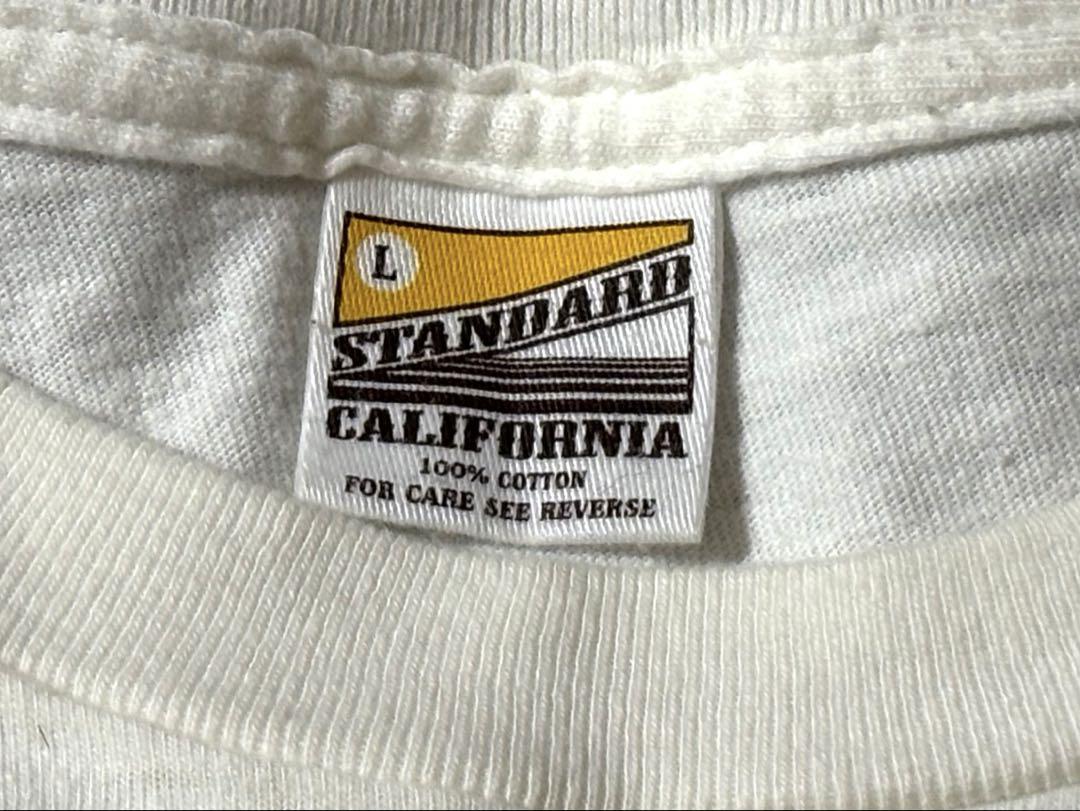 L
STANDARD
CALIFORNIA
100% COTTON
FOR CARE SEE REVERSE